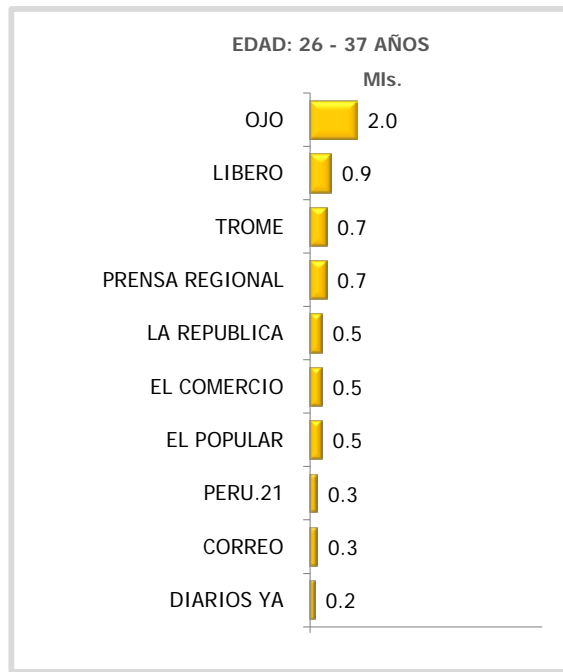 EDAD: 26 - 37 AÑOS
Mls.
OJO 2.0
LIBERO 0.9
TROME 0.7
PRENSA REGIONAL 0.7
LA REPUBLICA 0.5
EL COMERCIO 0.5
EL POPULAR 0.5
PERU.21 0.3
CORREO 0.3
DIARIOS YA 0.2